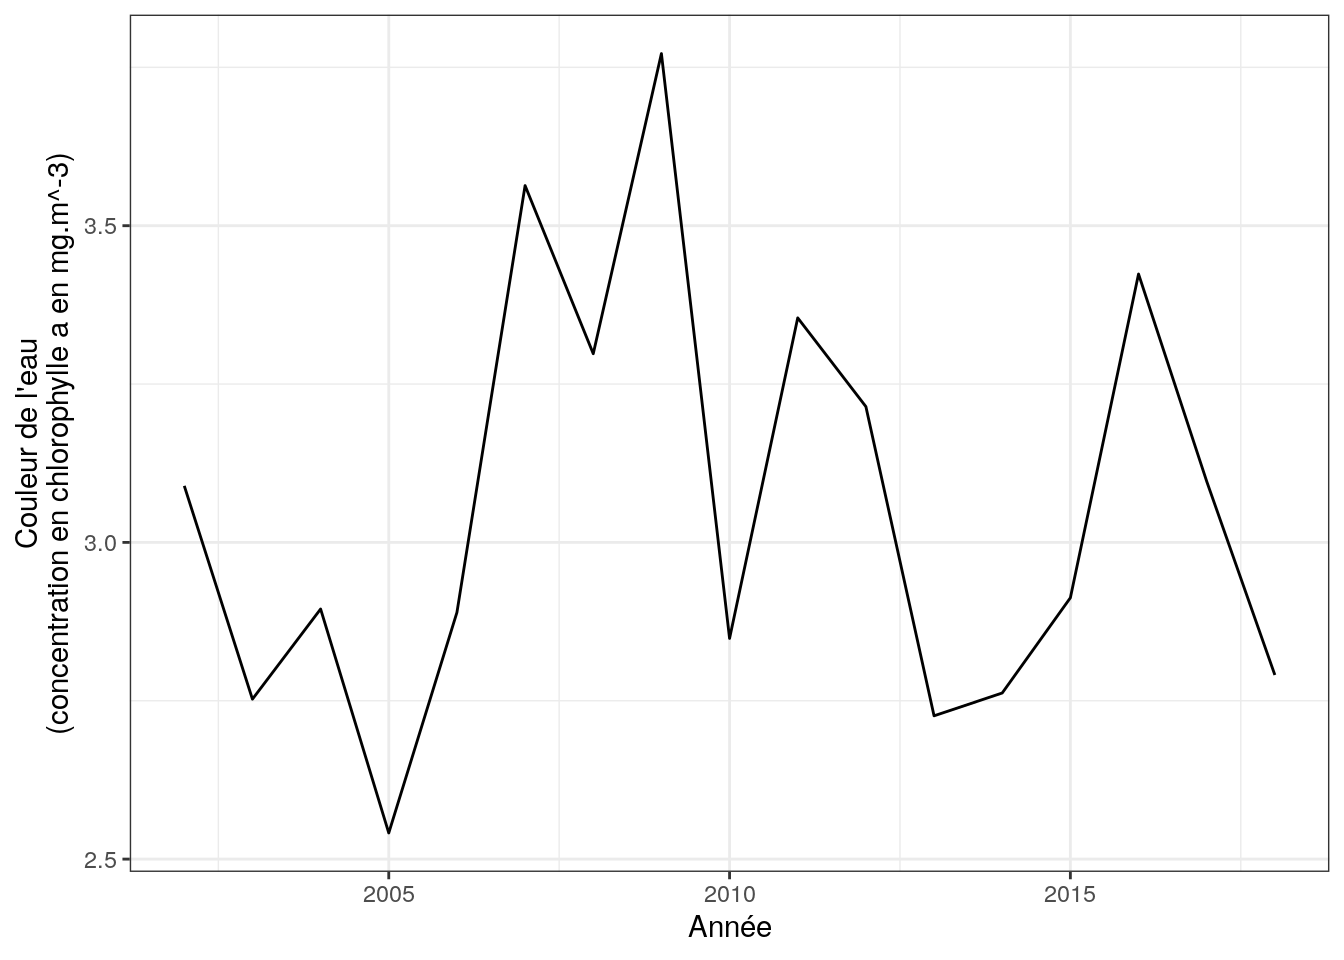 Couleur de l'eau
(concentration en chlorophylle a en mg.m^-3)
3.5
3.0
2.5
2005
2010
2015
Année